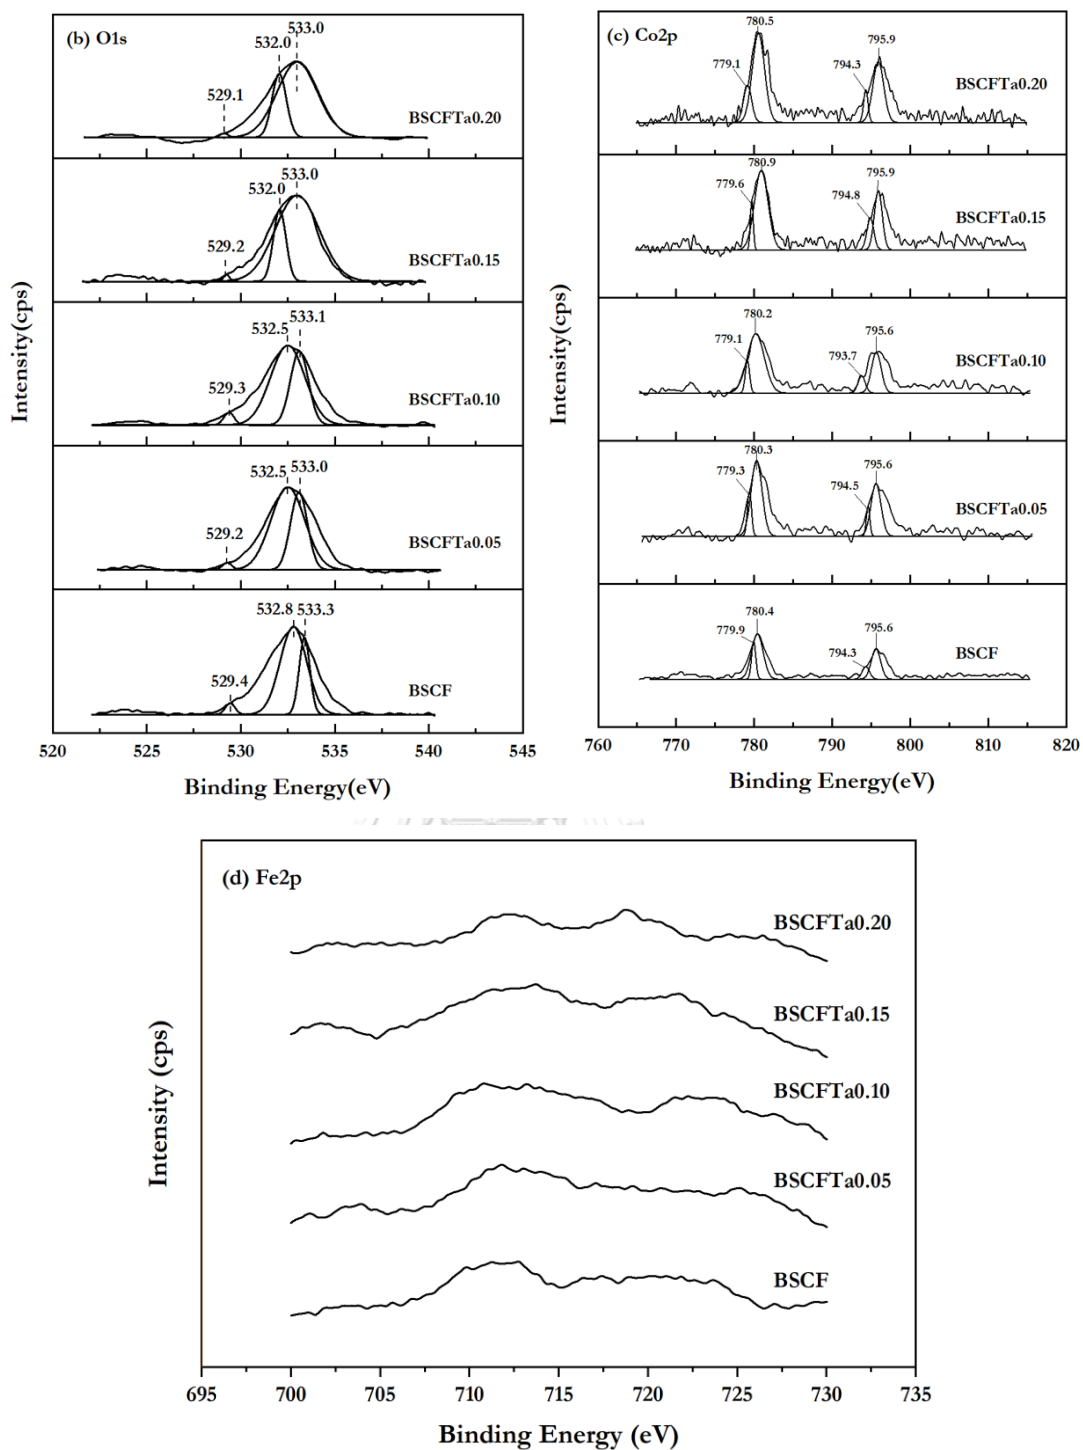 (b) O1s
533.0
532.0
529.1
BSCFTa0.20
533.0
532.0
529.2
BSCFTa0.15
532.5
533.1
529.3
BSCFTa0.10
532.5
533.0
529.2
BSCFTa0.05
532.8
533.3
529.4
BSCF
Intensity(cps)
520 525 530 535 540 545
Binding Energy(eV)
(c) Co2p
780.5
795.9
779.1
794.3
BSCFTa0.20
780.9
795.9
779.6
794.8
BSCFTa0.15
780.2
795.6
779.1
793.7
BSCFTa0.10
780.3
795.6
779.3
794.5
BSCFTa0.05
780.4
795.6
779.9
794.3
BSCF
Intensity(cps)
760 770 780 790 800 810 820
Binding Energy(eV)
(d) Fe2p
BSCFTa0.20
BSCFTa0.15
BSCFTa0.10
BSCFTa0.05
BSCF
Intensity (cps)
695 700 705 710 715 720 725 730 735
Binding Energy (eV)